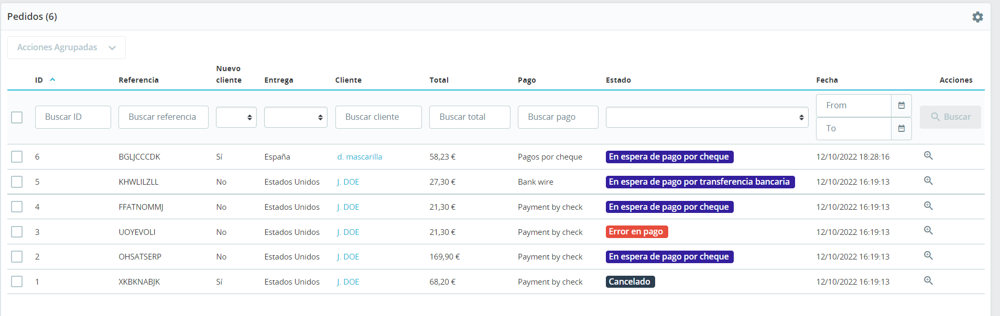 Pedidos (6)
Acciones Agrupadas
ID Referencia Nuevo cliente Entrega Cliente Total Pago Estado Fecha Acciones
Buscar ID Buscar referencia Buscar cliente Buscar total Buscar pago From To Buscar
6 BGLJCCCDK Sí España d. mascarilla 58,23 € Pagos por cheque En espera de pago por cheque 12/10/2022 18:28:16
5 KHWLILZLL No Estados Unidos J. DOE 27,30 € Bank wire En espera de pago por transferencia bancaria 12/10/2022 16:19:13
4 FFATNOMMJ No Estados Unidos J. DOE 21,30 € Payment by check En espera de pago por cheque 12/10/2022 16:19:13
3 UOYEVOLI No Estados Unidos J. DOE 21,30 € Payment by check Error en pago 12/10/2022 16:19:13
2 OHSATSERP No Estados Unidos J. DOE 169,90 € Payment by check En espera de pago por cheque 12/10/2022 16:19:13
1 XKBKNABJK Sí Estados Unidos J. DOE 68,20 € Payment by check Cancelado 12/10/2022 16:19:13